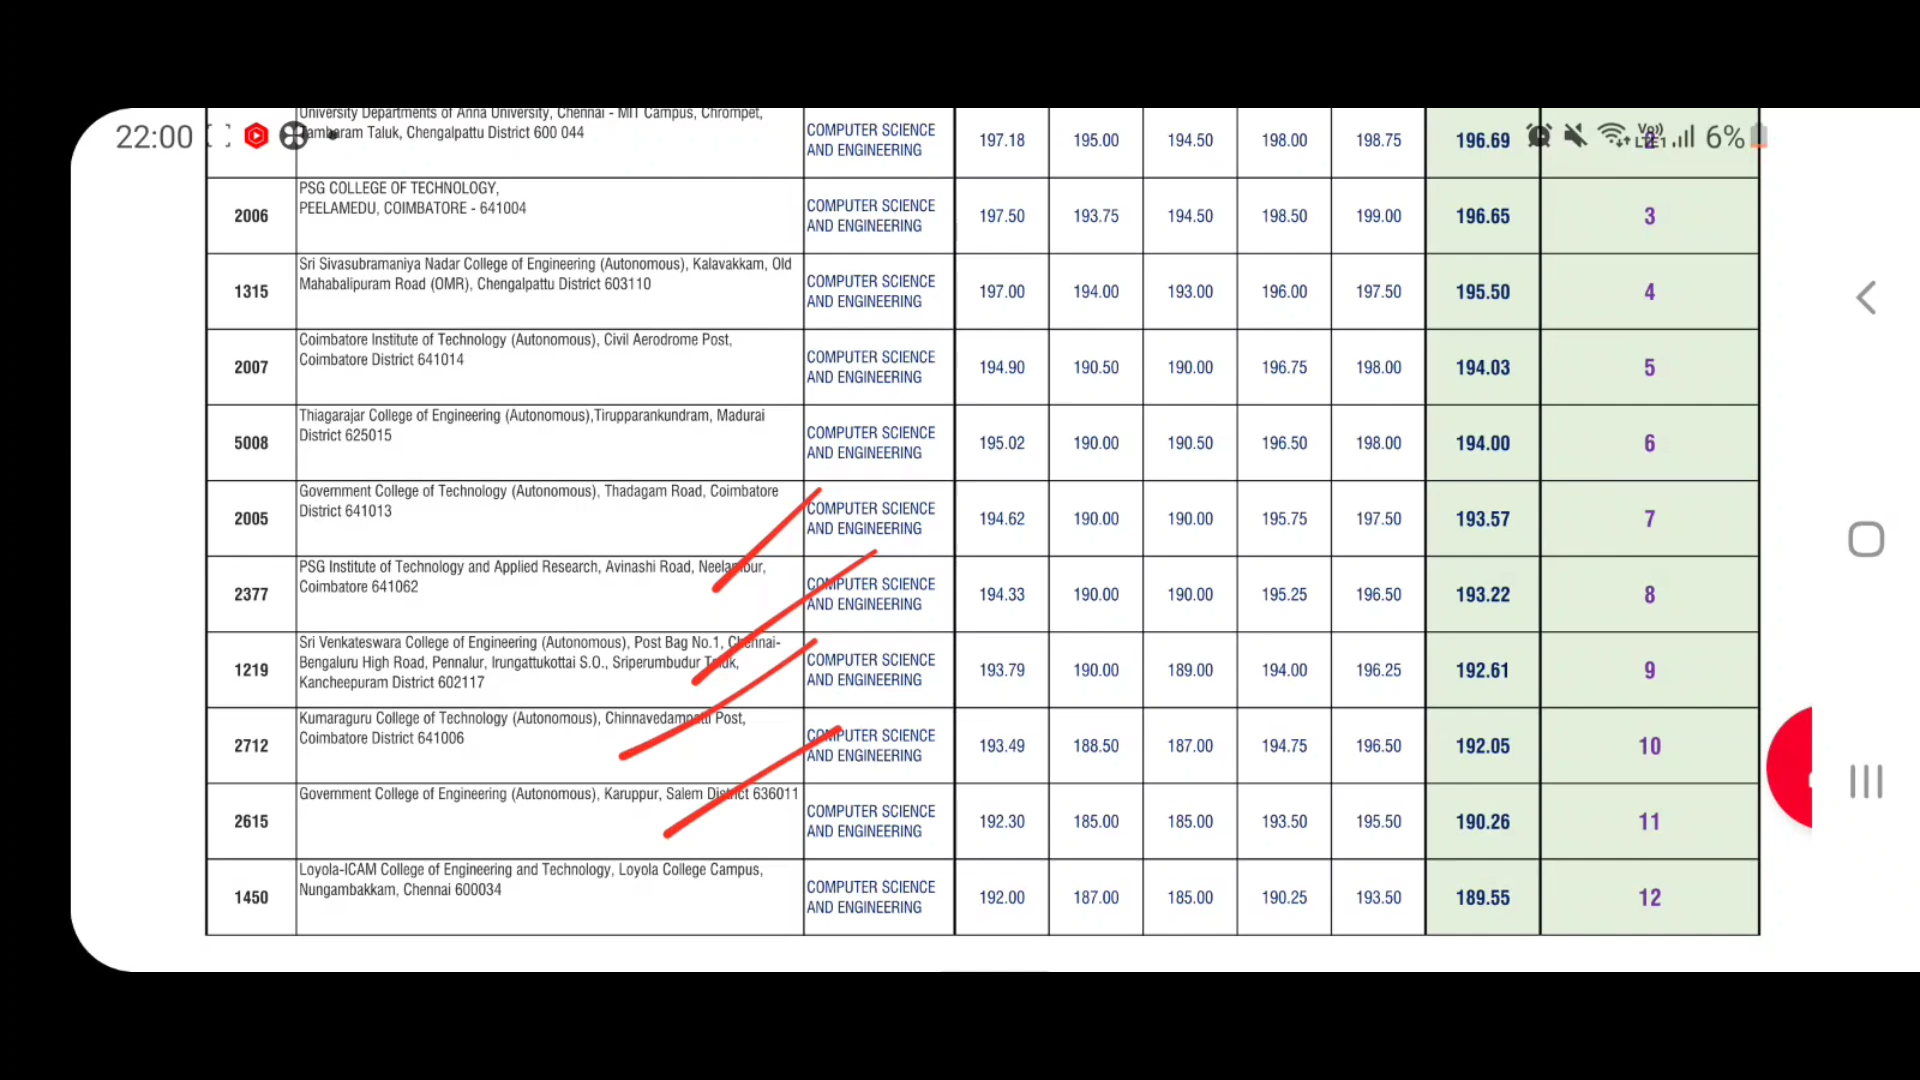 University Departments of Anna University, Chennai - MIT Campus, Chrompet,
Tambaram Taluk, Chengalpattu District 600 044
22:00
COMPUTER SCIENCE
AND ENGINEERING
197.18 195.00 194.50 198.00 198.75 196.69 2
Vo))
LTE1
6%
2006
PSG COLLEGE OF TECHNOLOGY,
PEELAMEDU, COIMBATORE - 641004
COMPUTER SCIENCE
AND ENGINEERING
197.50 193.75 194.50 198.50 199.00 196.65 3
1315
Sri Sivasubramaniya Nadar College of Engineering (Autonomous), Kalavakkam, Old
Mahabalipuram Road (OMR), Chengalpattu District 603110
COMPUTER SCIENCE
AND ENGINEERING
197.00 194.00 193.00 196.00 197.50 195.50 4
2007
Coimbatore Institute of Technology (Autonomous), Civil Aerodrome Post,
Coimbatore District 641014
COMPUTER SCIENCE
AND ENGINEERING
194.90 190.50 190.00 196.75 198.00 194.03 5
5008
Thiagarajar College of Engineering (Autonomous),Tirupparankundram, Madurai
District 625015
COMPUTER SCIENCE
AND ENGINEERING
195.02 190.00 190.50 196.50 198.00 194.00 6
2005
Government College of Technology (Autonomous), Thadagam Road, Coimbatore
District 641013
COMPUTER SCIENCE
AND ENGINEERING
194.62 190.00 190.00 195.75 197.50 193.57 7
2377
PSG Institute of Technology and Applied Research, Avinashi Road, Neelambur,
Coimbatore 641062
COMPUTER SCIENCE
AND ENGINEERING
194.33 190.00 190.00 195.25 196.50 193.22 8
1219
Sri Venkateswara College of Engineering (Autonomous), Post Bag No.1, Chennai-
Bengaluru High Road, Pennalur, Irungattukottai S.O., Sriperumbudur Taluk,
Kancheepuram District 602117
COMPUTER SCIENCE
AND ENGINEERING
193.79 190.00 189.00 194.00 196.25 192.61 9
2712
Kumaraguru College of Technology (Autonomous), Chinnavedampatti Post,
Coimbatore District 641006
COMPUTER SCIENCE
AND ENGINEERING
193.49 188.50 187.00 194.75 196.50 192.05 10
2615
Government College of Engineering (Autonomous), Karuppur, Salem District 636011
COMPUTER SCIENCE
AND ENGINEERING
192.30 185.00 185.00 193.50 195.50 190.26 11
1450
Loyola-ICAM College of Engineering and Technology, Loyola College Campus,
Nungambakkam, Chennai 600034
COMPUTER SCIENCE
AND ENGINEERING
192.00 187.00 185.00 190.25 193.50 189.55 12